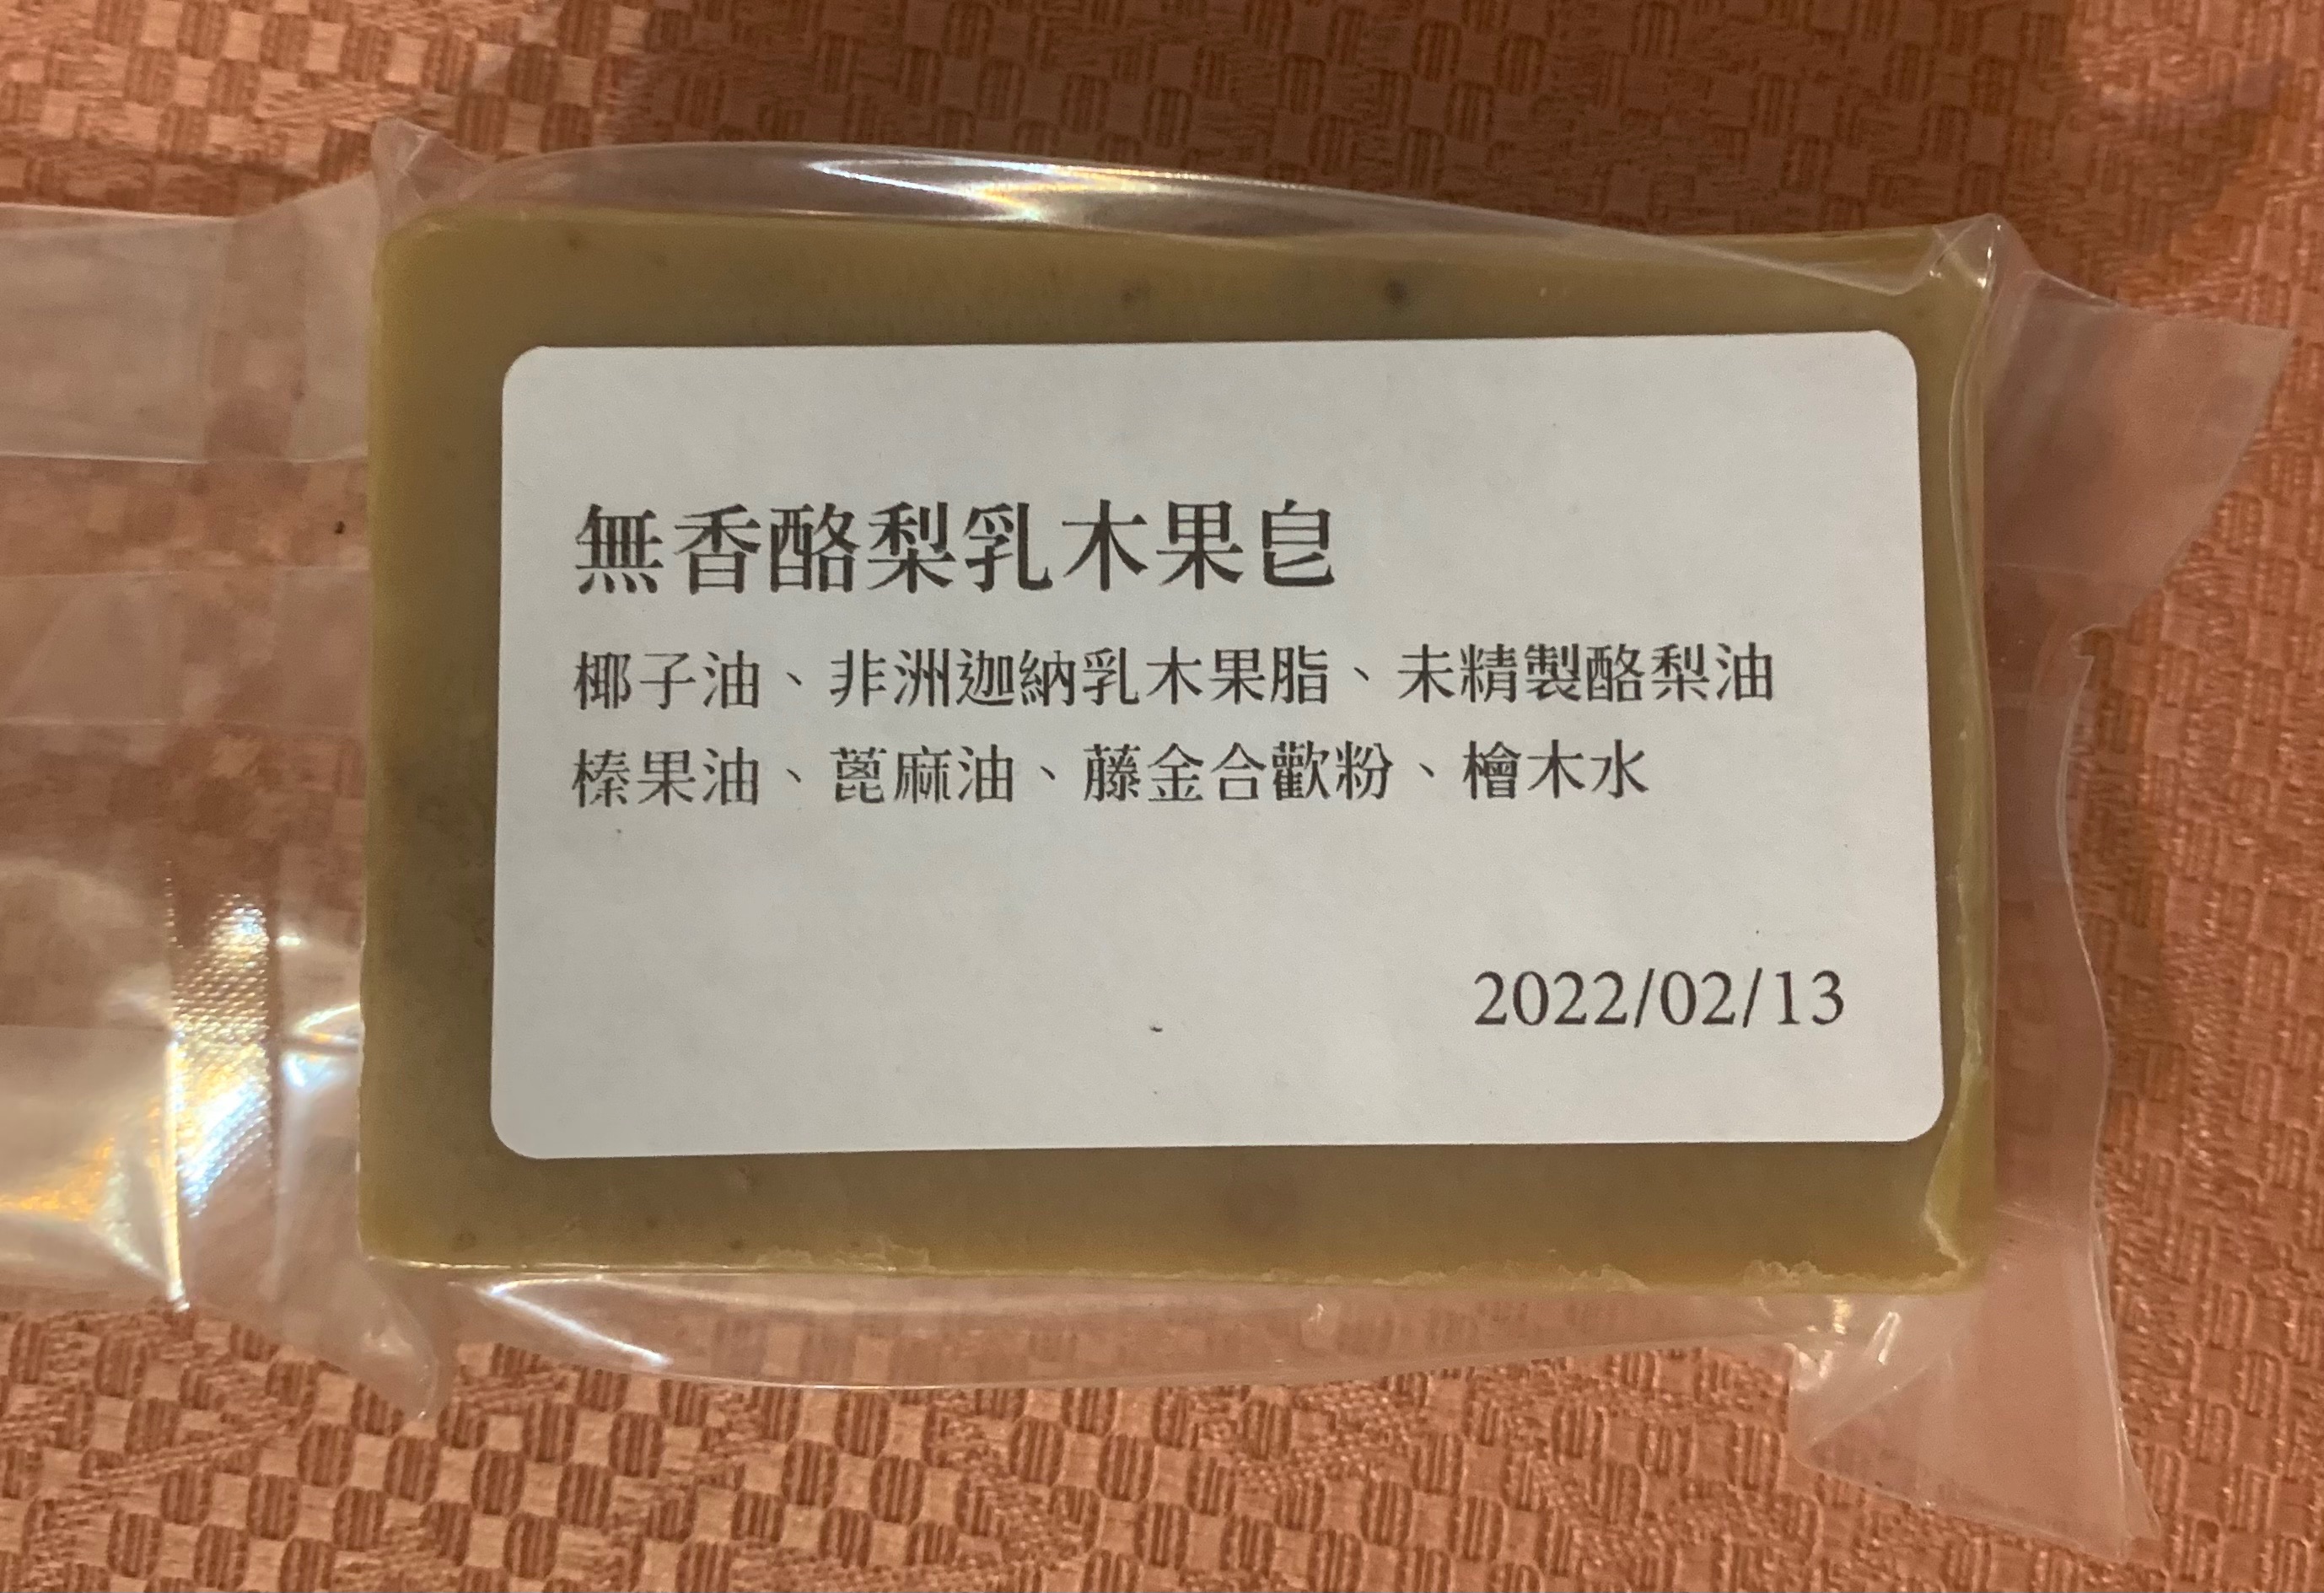 無香酪梨乳木果皂
椰子油、非洲迦納乳木果脂、未精製酪梨油
榛果油、蓖麻油、藤金合歡粉、檜木水
2022/02/13